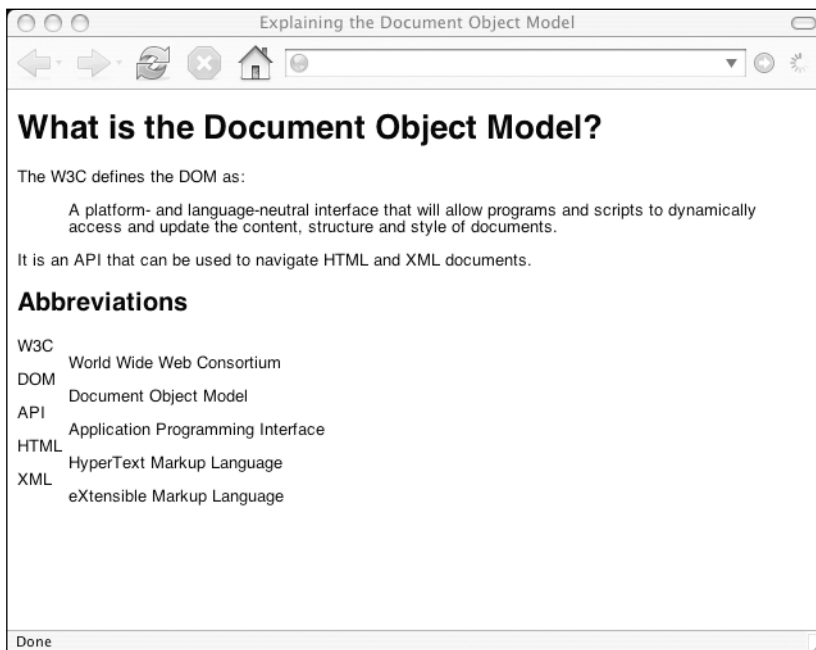 Explaining the Document Object Model
What is the Document Object Model?
The W3C defines the DOM as:
A platform- and language-neutral interface that will allow programs and scripts to dynamically
access and update the content, structure and style of documents.
It is an API that can be used to navigate HTML and XML documents.
Abbreviations
W3C
World Wide Web Consortium
DOM
Document Object Model
API
Application Programming Interface
HTML
HyperText Markup Language
XML
eXtensible Markup Language
Done